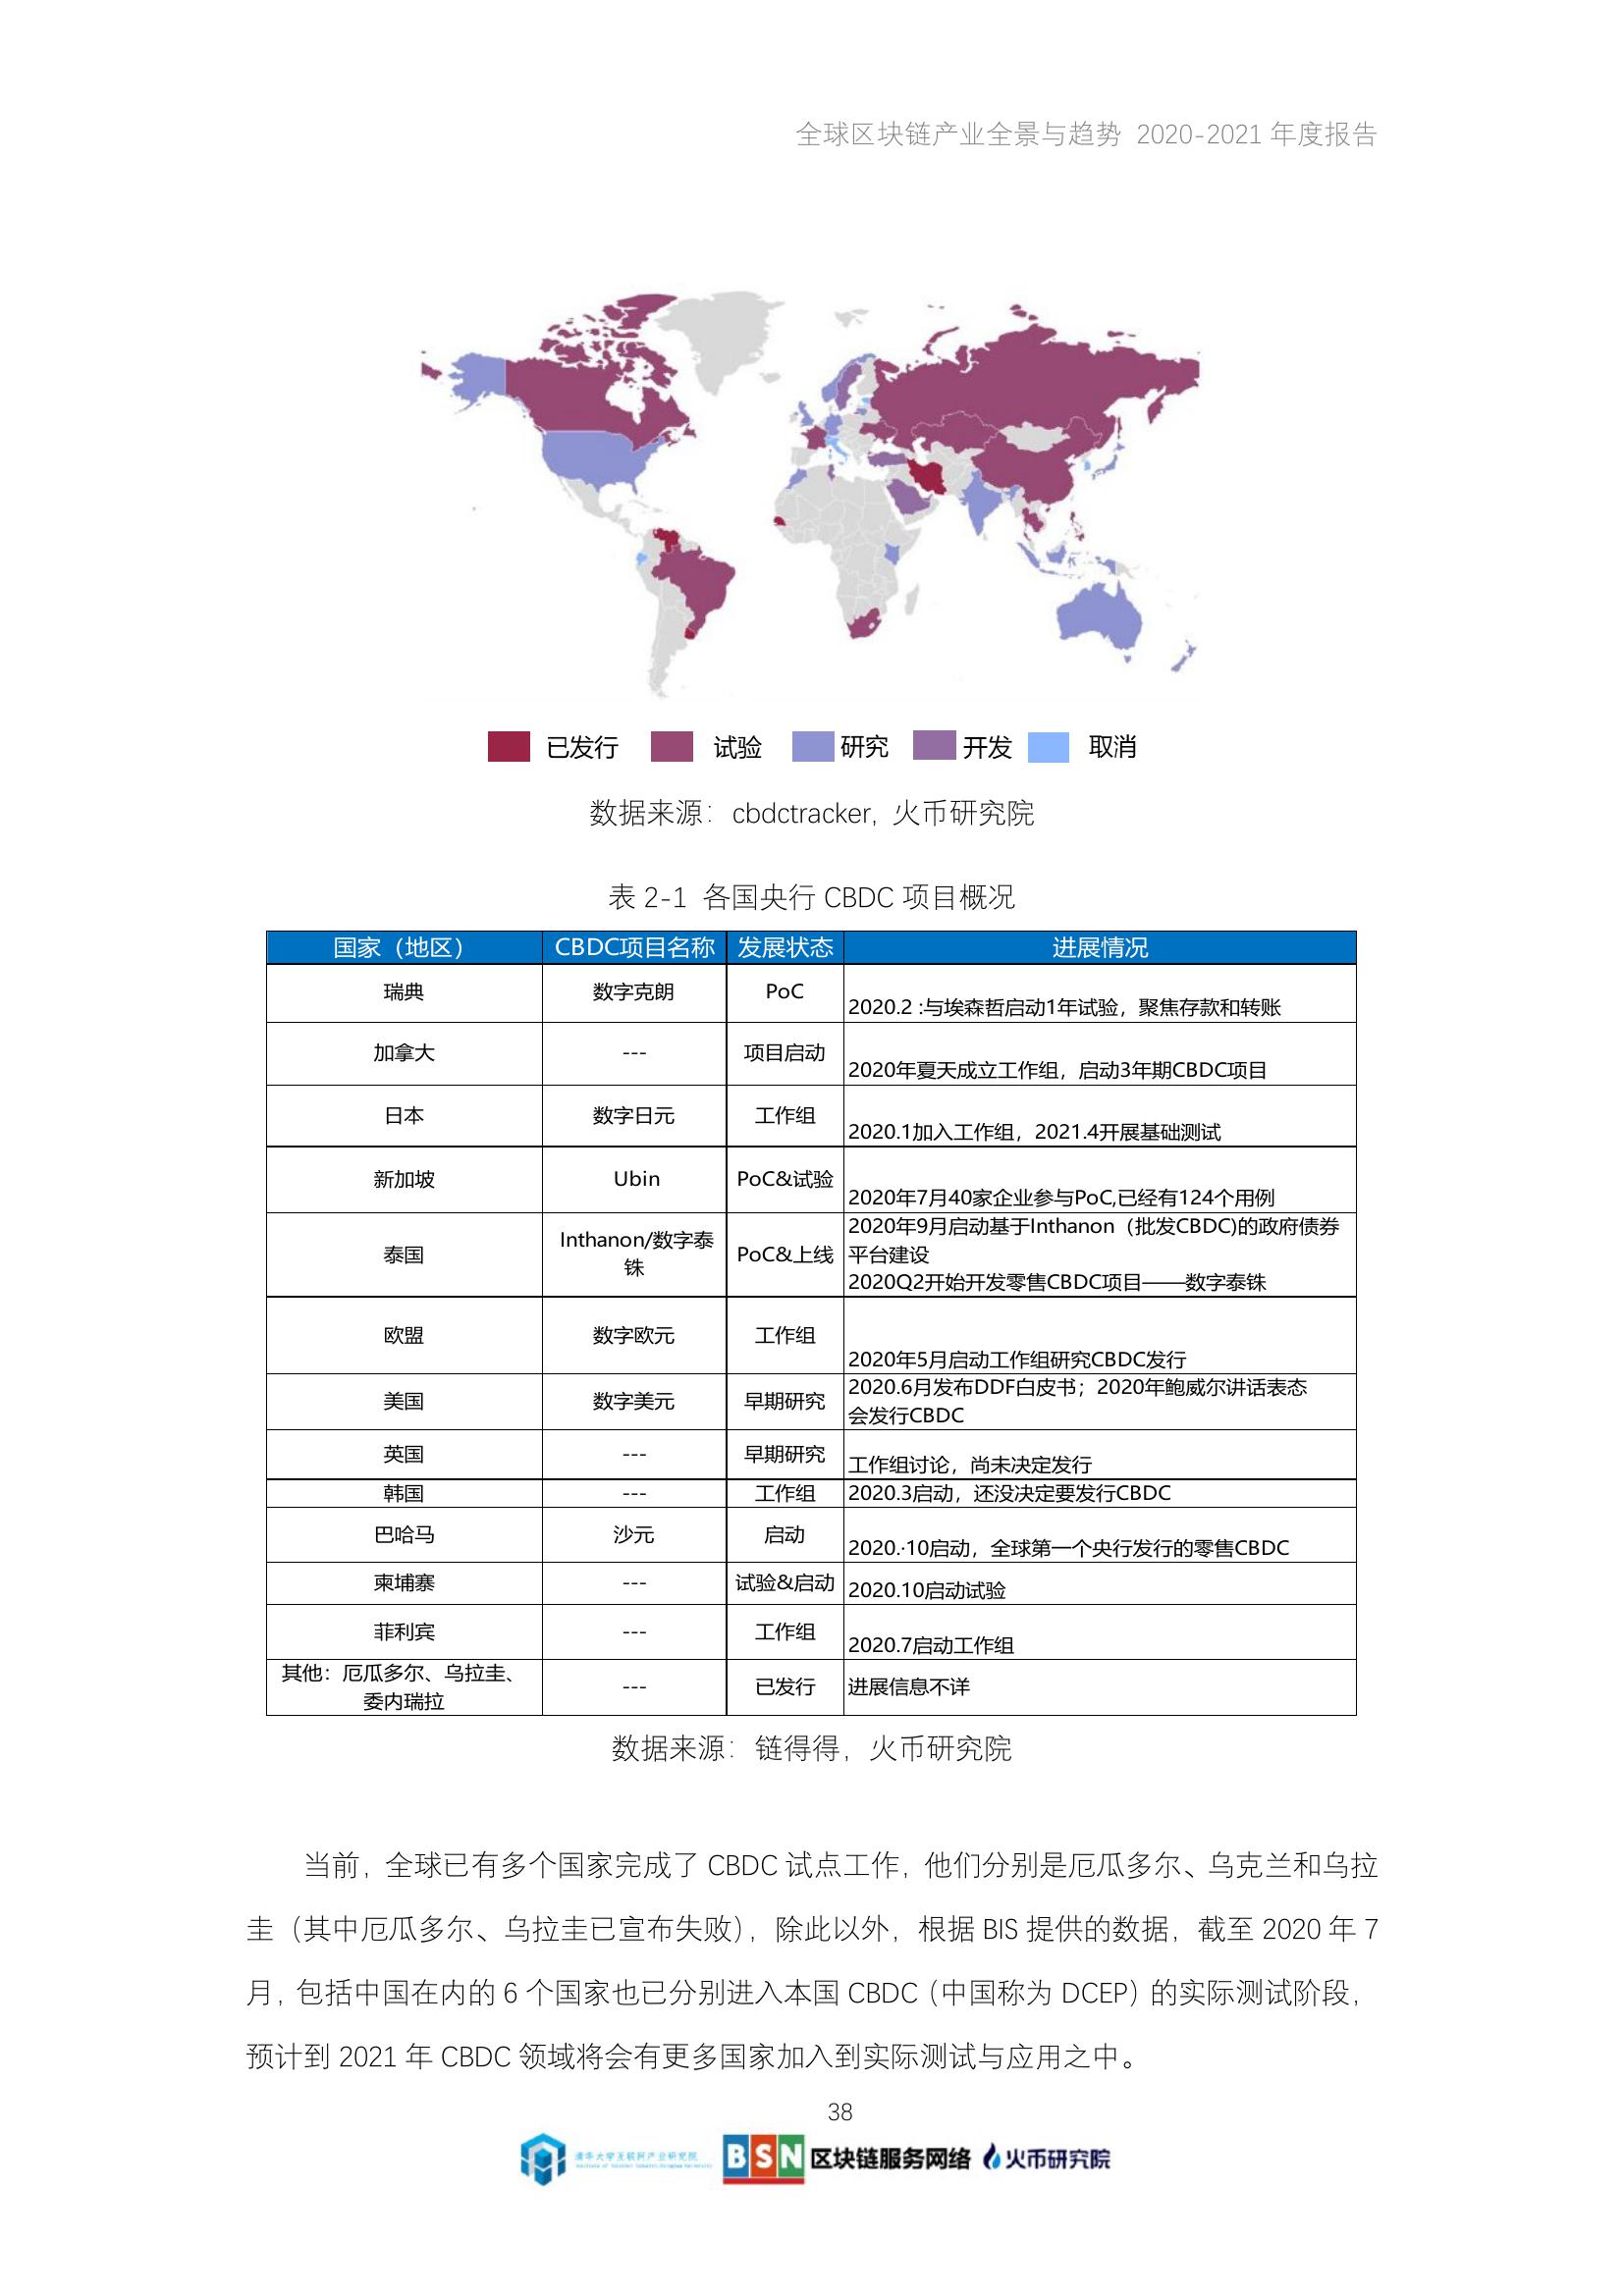 全球区块链产业全景与趋势 2020-2021 年度报告
已发行 试验 研究 开发 取消
数据来源：cbdctracker，火币研究院
表 2-1 各国央行 CBDC 项目概况
国家（地区） CBDC项目名称 发展状态 进展情况
瑞典 数字克朗 PoC 2020.2 :与埃森哲启动1年试验，聚焦存款和转账
加拿大 --- 项目启动 2020年夏天成立工作组，启动3年期CBDC项目
日本 数字日元 工作组 2020.1加入工作组，2021.4开展基础测试
新加坡 Ubin PoC&试验 2020年7月40家企业参与PoC,已经有124个用例
泰国 Inthanon/数字泰
铢 PoC&上线 2020年9月启动基于Inthanon（批发CBDC)的政府债券
平台建设
2020Q2开始开发零售CBDC项目——数字泰铢
欧盟 数字欧元 工作组 2020年5月启动工作组研究CBDC发行
美国 数字美元 早期研究 2020.6月发布DDF白皮书；2020年鲍威尔讲话表态
会发行CBDC
英国 --- 早期研究 工作组讨论，尚未决定发行
韩国 --- 工作组 2020.3启动，还没决定要发行CBDC
巴哈马 沙元 启动 2020.·10启动，全球第一个央行发行的零售CBDC
柬埔寨 --- 试验&启动 2020.10启动试验
菲利宾 --- 工作组 2020.7启动工作组
其他：厄瓜多尔、乌拉圭、
委内瑞拉 --- 已发行 进展信息不详
数据来源：链得得，火币研究院
当前，全球已有多个国家完成了 CBDC 试点工作，他们分别是厄瓜多尔、乌克兰和乌拉
圭（其中厄瓜多尔、乌拉圭已宣布失败），除此以外，根据 BIS 提供的数据，截至 2020 年 7
月，包括中国在内的 6 个国家也已分别进入本国 CBDC（中国称为 DCEP）的实际测试阶段，
预计到 2021 年 CBDC 领域将会有更多国家加入到实际测试与应用之中。
38
清华大学互联网产业研究院
BSN 区块链服务网络 火币研究院